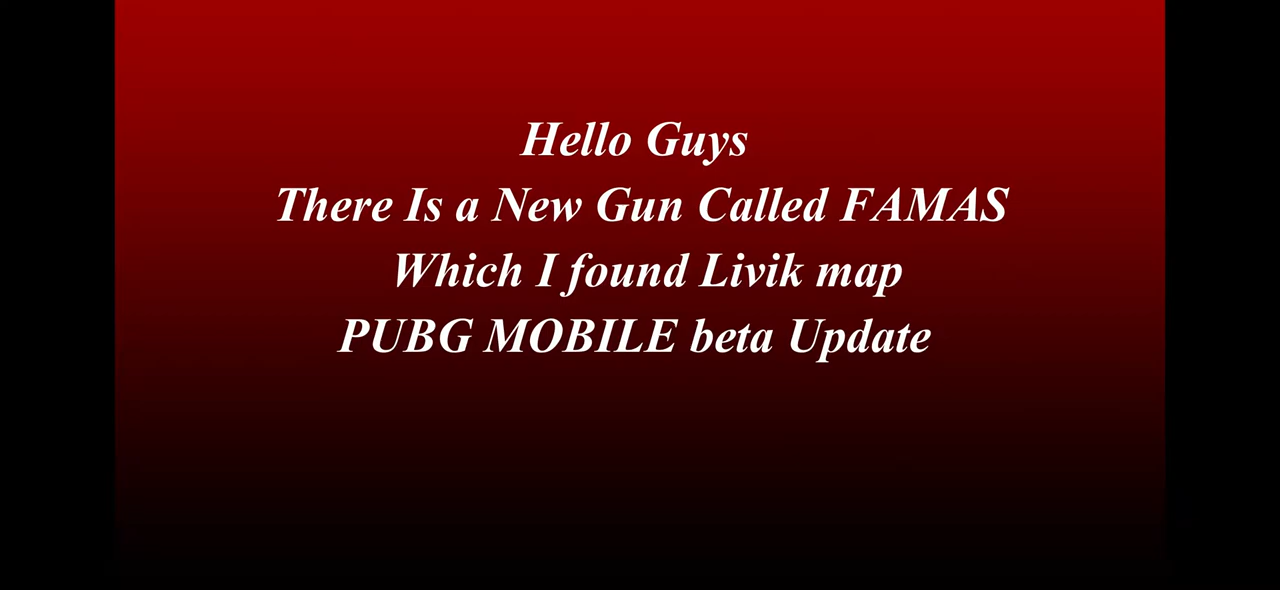 Hello Guys
There Is a New Gun Called FAMAS
Which I found Livik map
PUBG MOBILE beta Update